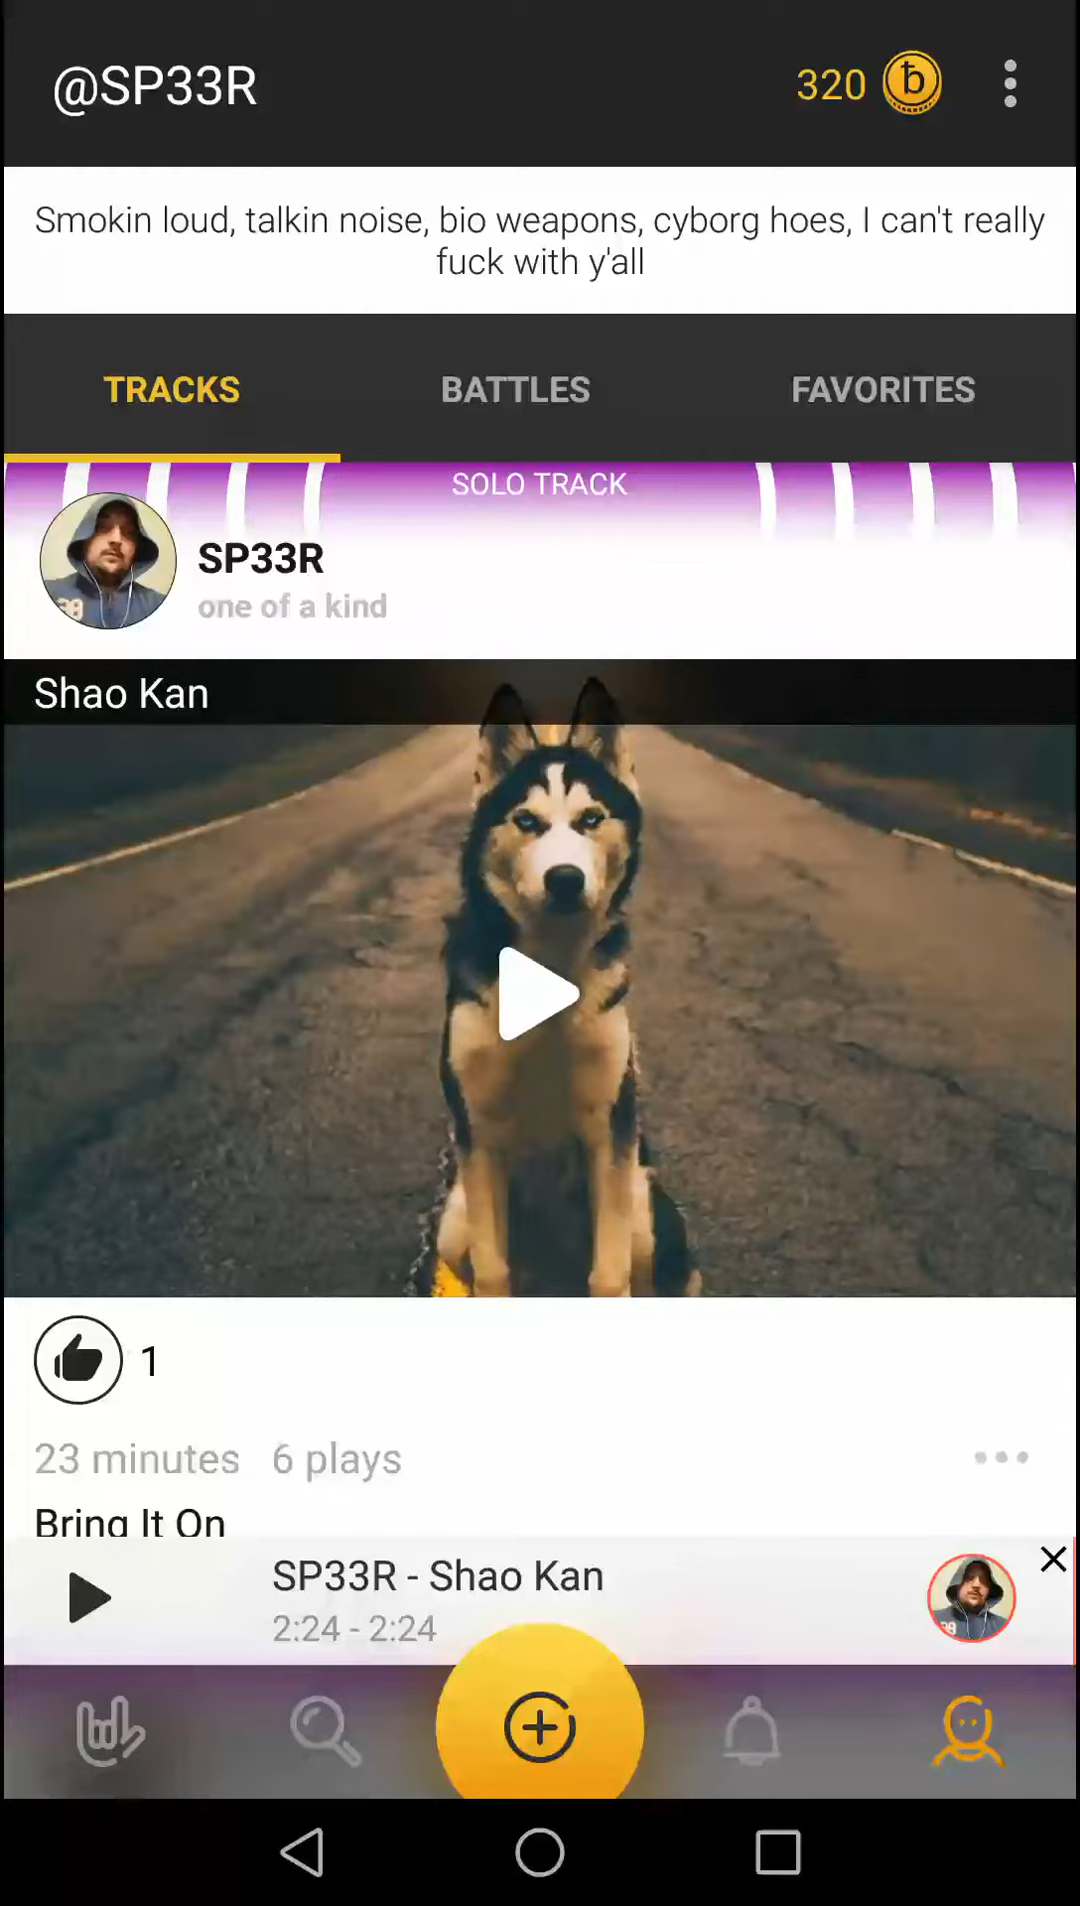 @SP33R
320
Smokin loud, talkin noise, bio weapons, cyborg hoes, I can't really
fuck with y'all
TRACKS
BATTLES
FAVORITES
SOLO TRACK
SP33R
one of a kind
Shao Kan
1
23 minutes
6 plays
Bring It On
SP33R - Shao Kan
2:24 - 2:24